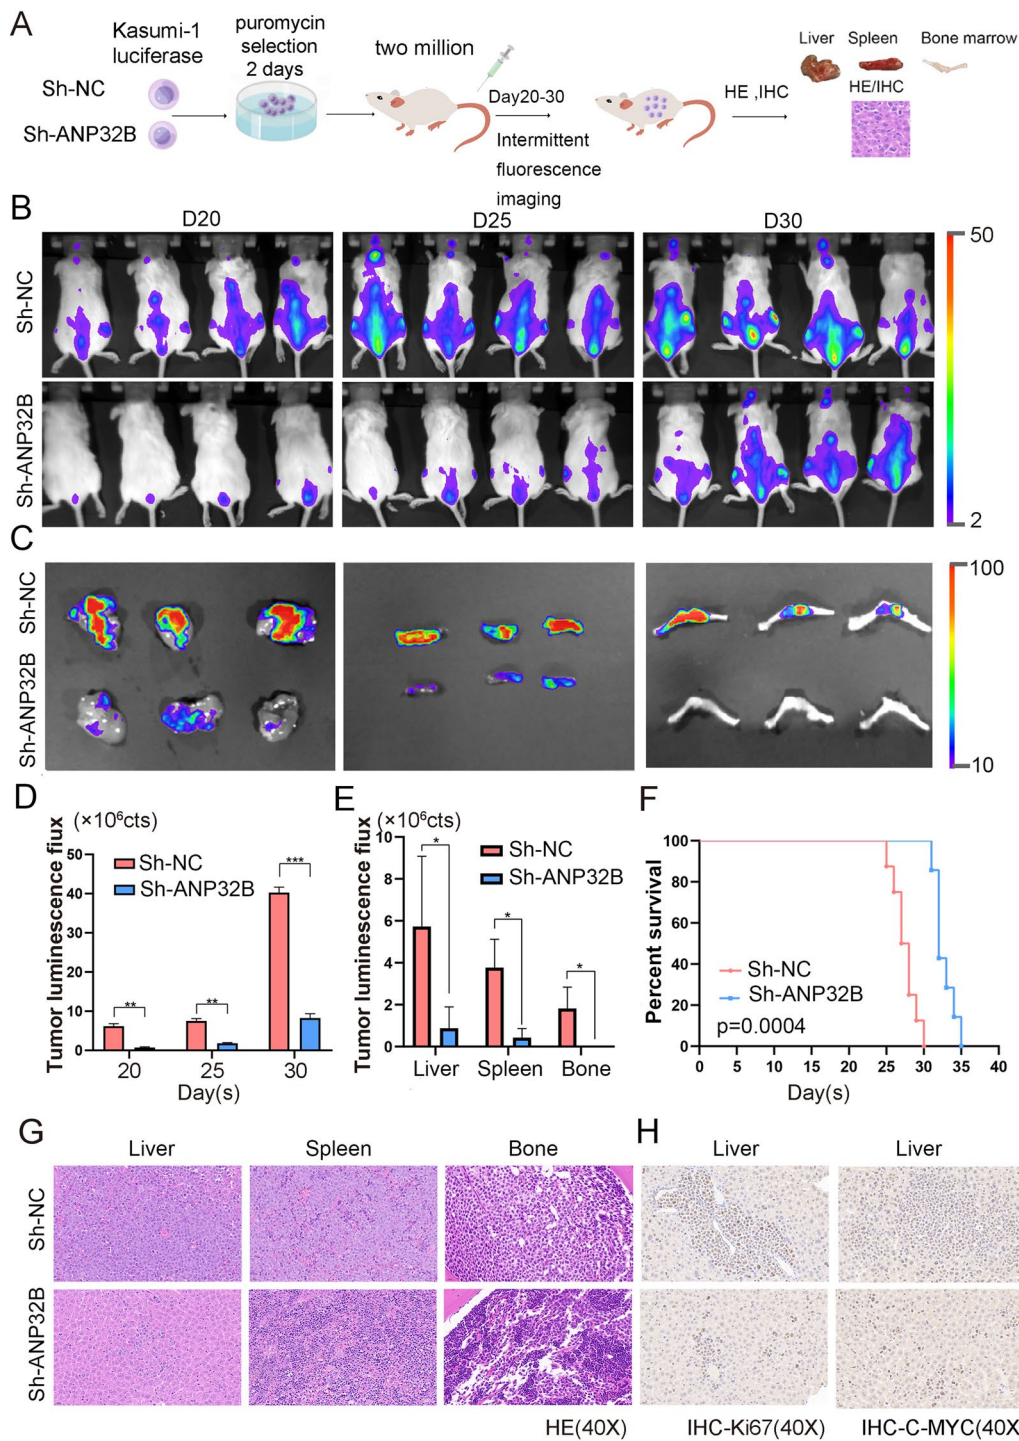 A
Kasumi-1
luciferase
Sh-NC
Sh-ANP32B
puromycin
selection
2 days
two million
Day20-30
Intermittent
fluorescence
imaging
HE ,IHC
Liver
Spleen
Bone marrow
HE/IHC
B
D20
D25
D30
Sh-NC
Sh-ANP32B
50
2
C
Sh-NC
Sh-ANP32B
100
10
D
(×10⁶cts)
Tumor luminescence fiux
50
40
30
20
10
0
Sh-NC
Sh-ANP32B
**
**
***
20
25
30
Day(s)
E
(×10⁶cts)
Tumor luminescence fiux
10
8
6
4
2
0
Sh-NC
Sh-ANP32B
*
*
*
Liver
Spleen
Bone
F
Percent survival
100
80
60
40
20
0
Sh-NC
Sh-ANP32B
p=0.0004
0
5
10
15
20
25
30
35
40
Day(s)
G
Liver
Spleen
Bone
Sh-NC
Sh-ANP32B
HE(40X)
H
Liver
Liver
IHC-Ki67(40X)
IHC-C-MYC(40X